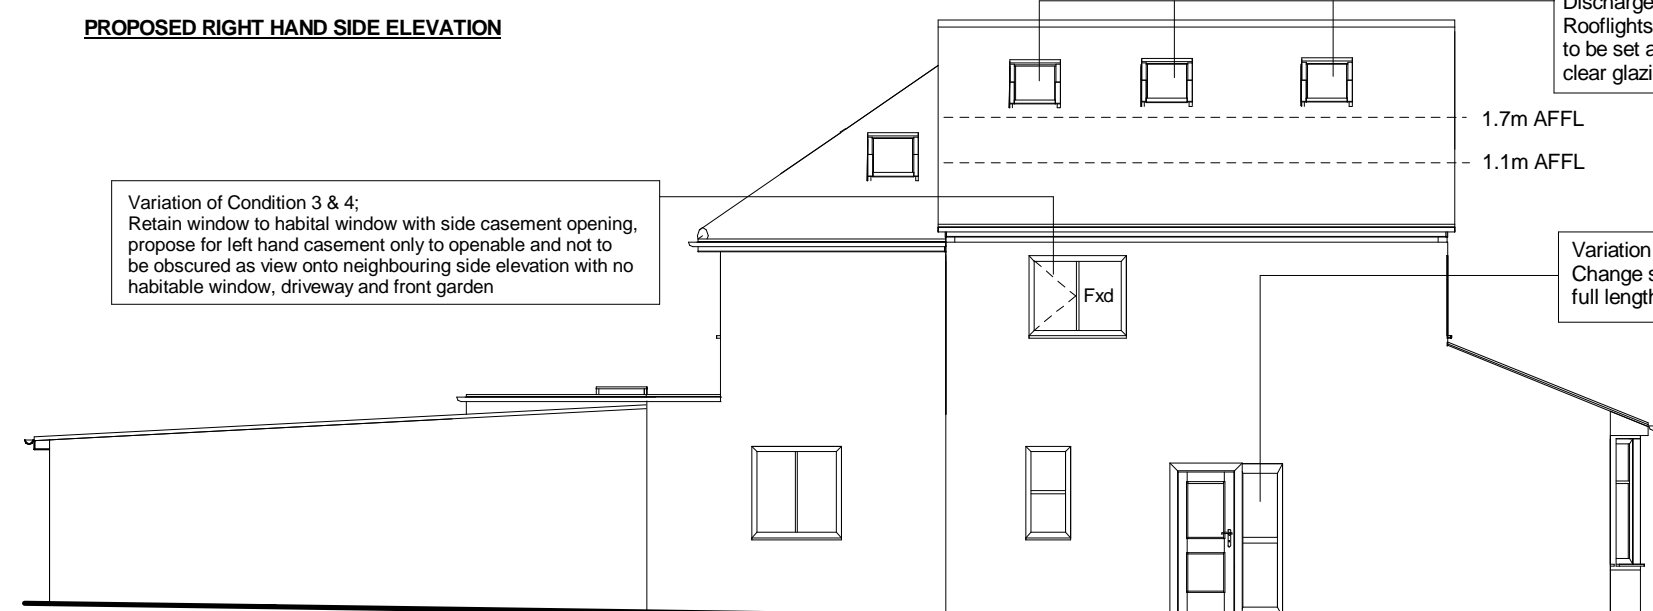 PROPOSED RIGHT HAND SIDE ELEVATION
Discharge
Rooflights
to be set a
clear glazi
1.7m AFFL
1.1m AFFL
Variation of Condition 3 & 4;
Retain window to habital window with side casement opening,
propose for left hand casement only to openable and not to
be obscured as view onto neighbouring side elevation with no
habitable window, driveway and front garden
Fxd
Variation
Change s
full length